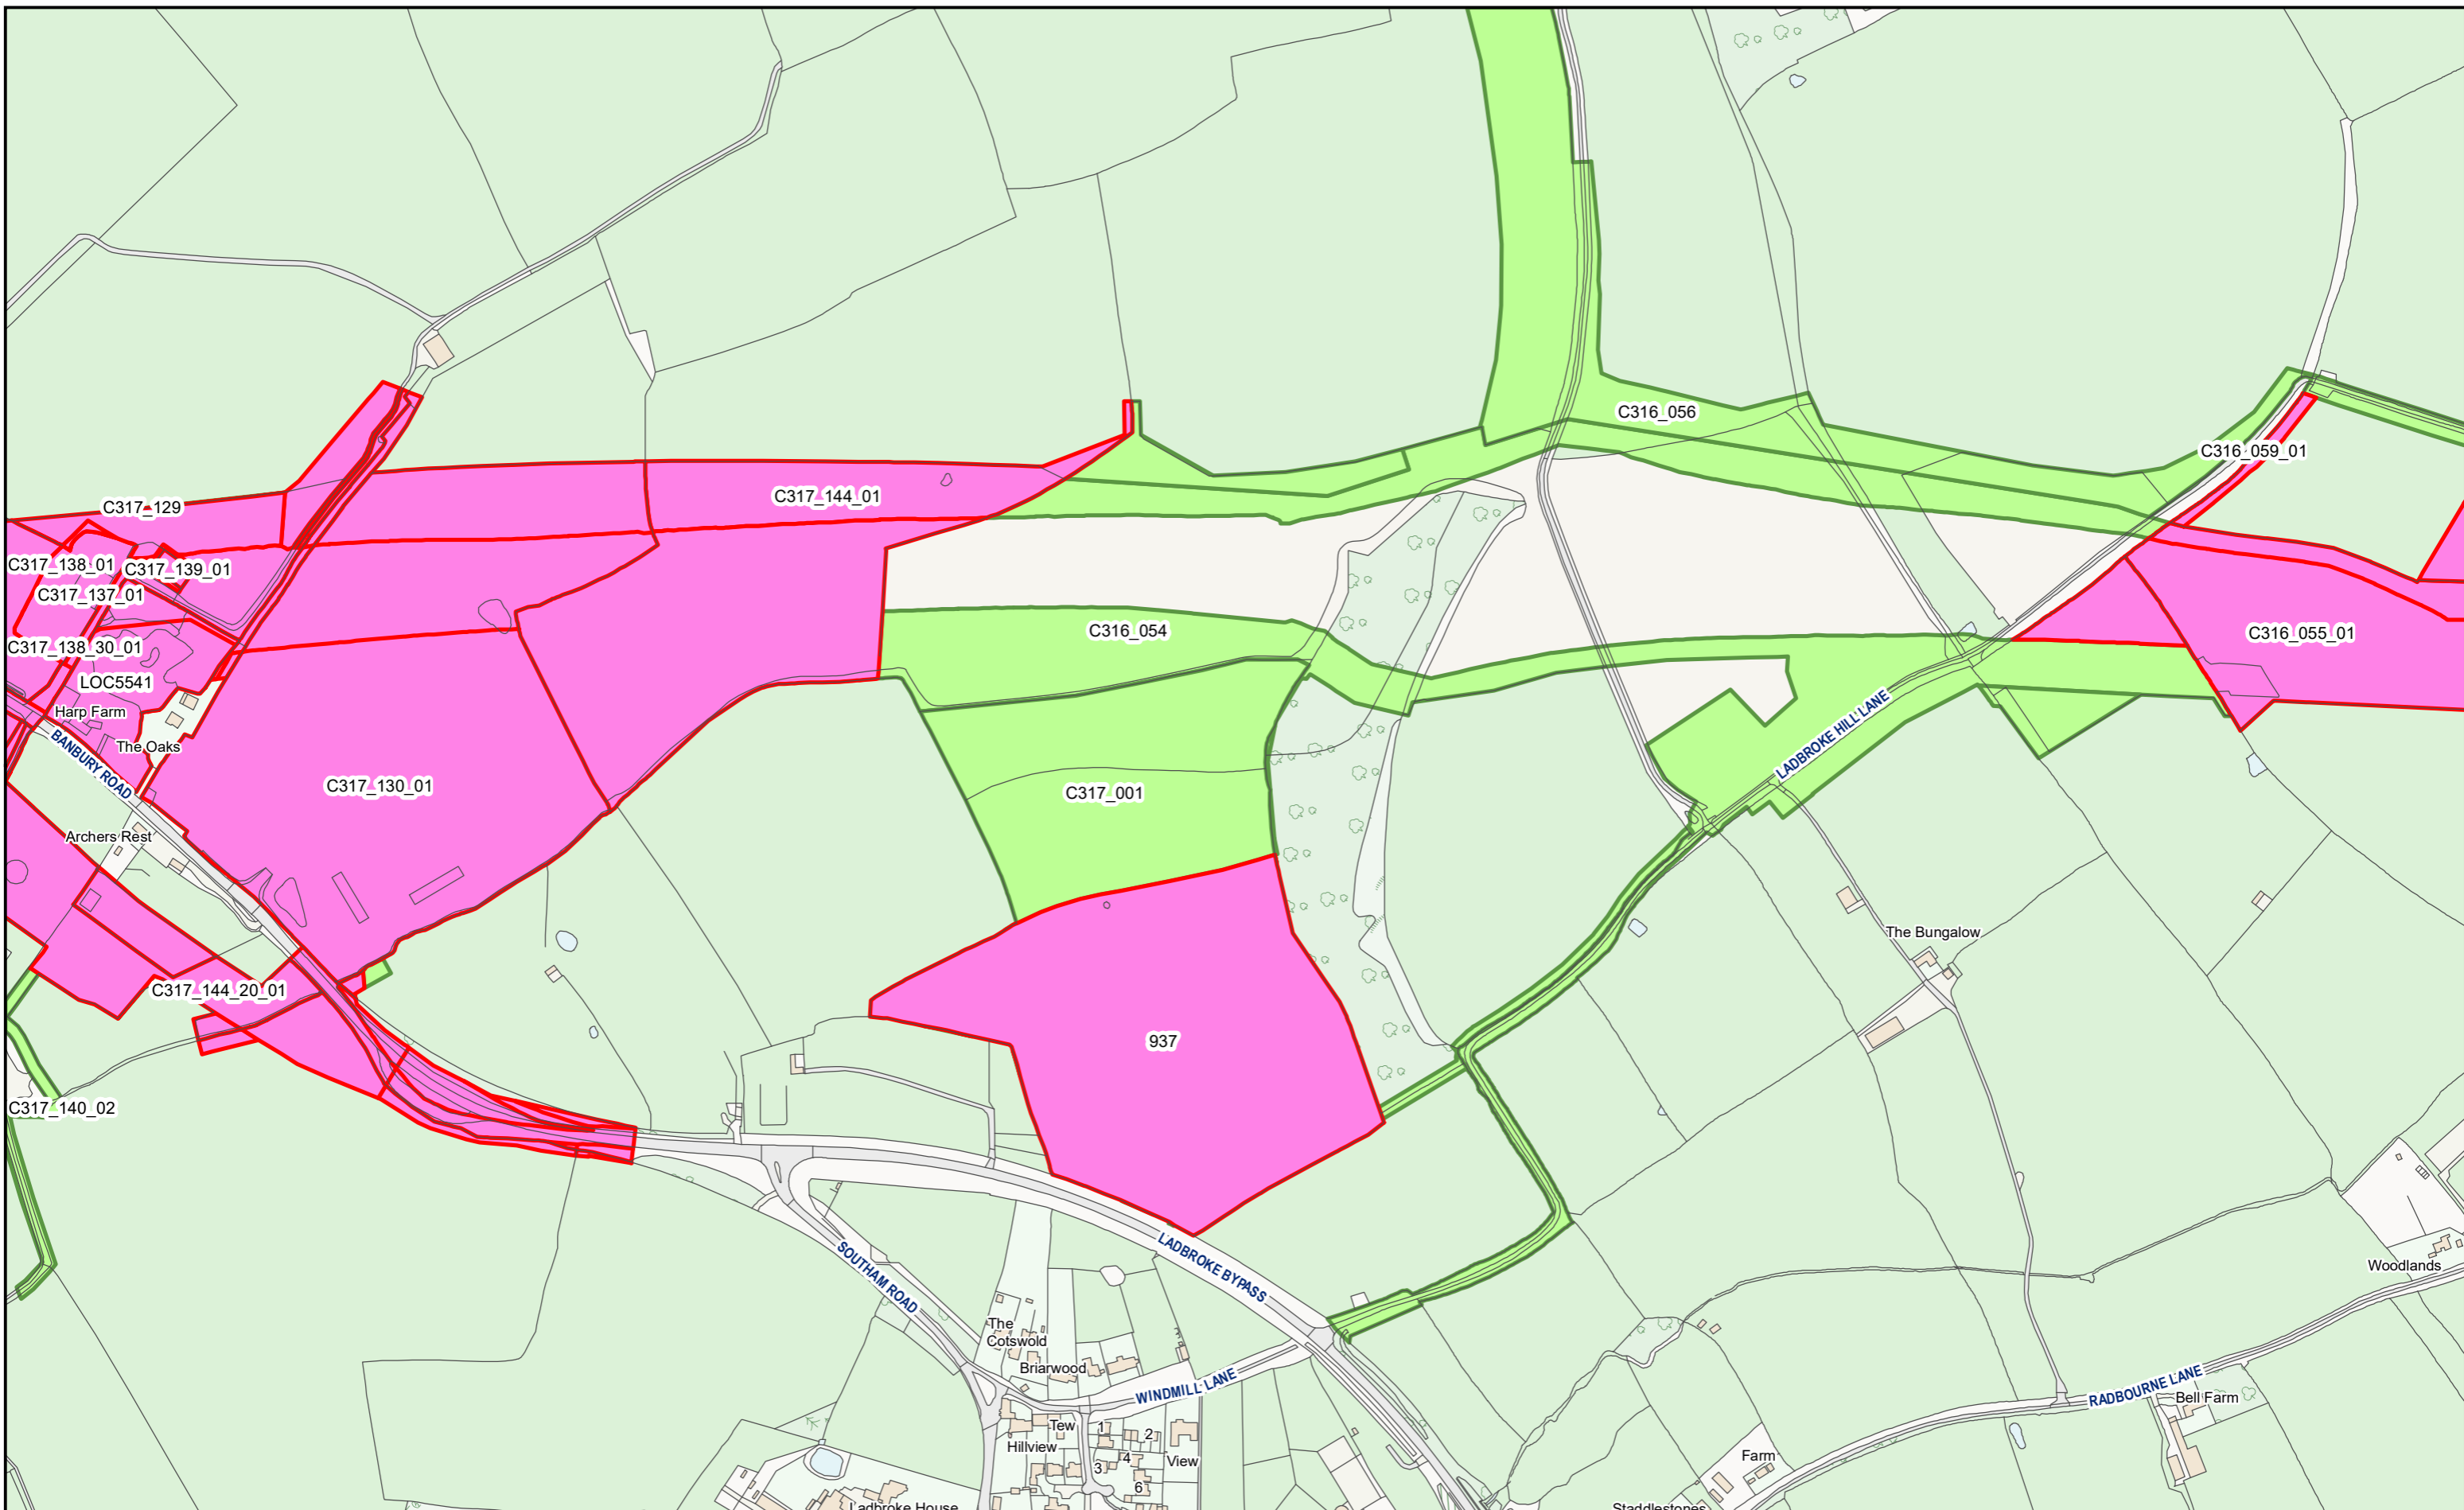 C316_056
C316_059_01
C317_144_01
C317_129
C317_138_01
C317_139_01
C317_137_01
C316_054
C316_055_01
C317_138_30_01
LOC5541
Harp Farm
The Oaks
BANBURY ROAD
LADBROKE HILL LANE
C317_130_01
C317_001
Archers Rest
The Bungalow
C317_144_20_01
937
C317_140_02
SOUTHAM ROAD
LADBROKE BYPASS
Woodlands
The
Cotswold
Briarwood
WINDMILL LANE
RADBOURNE LANE
Bell Farm
Tew
1
2
Hillview
4
View
3
6
Farm
Ladbroke House
Staddlestones